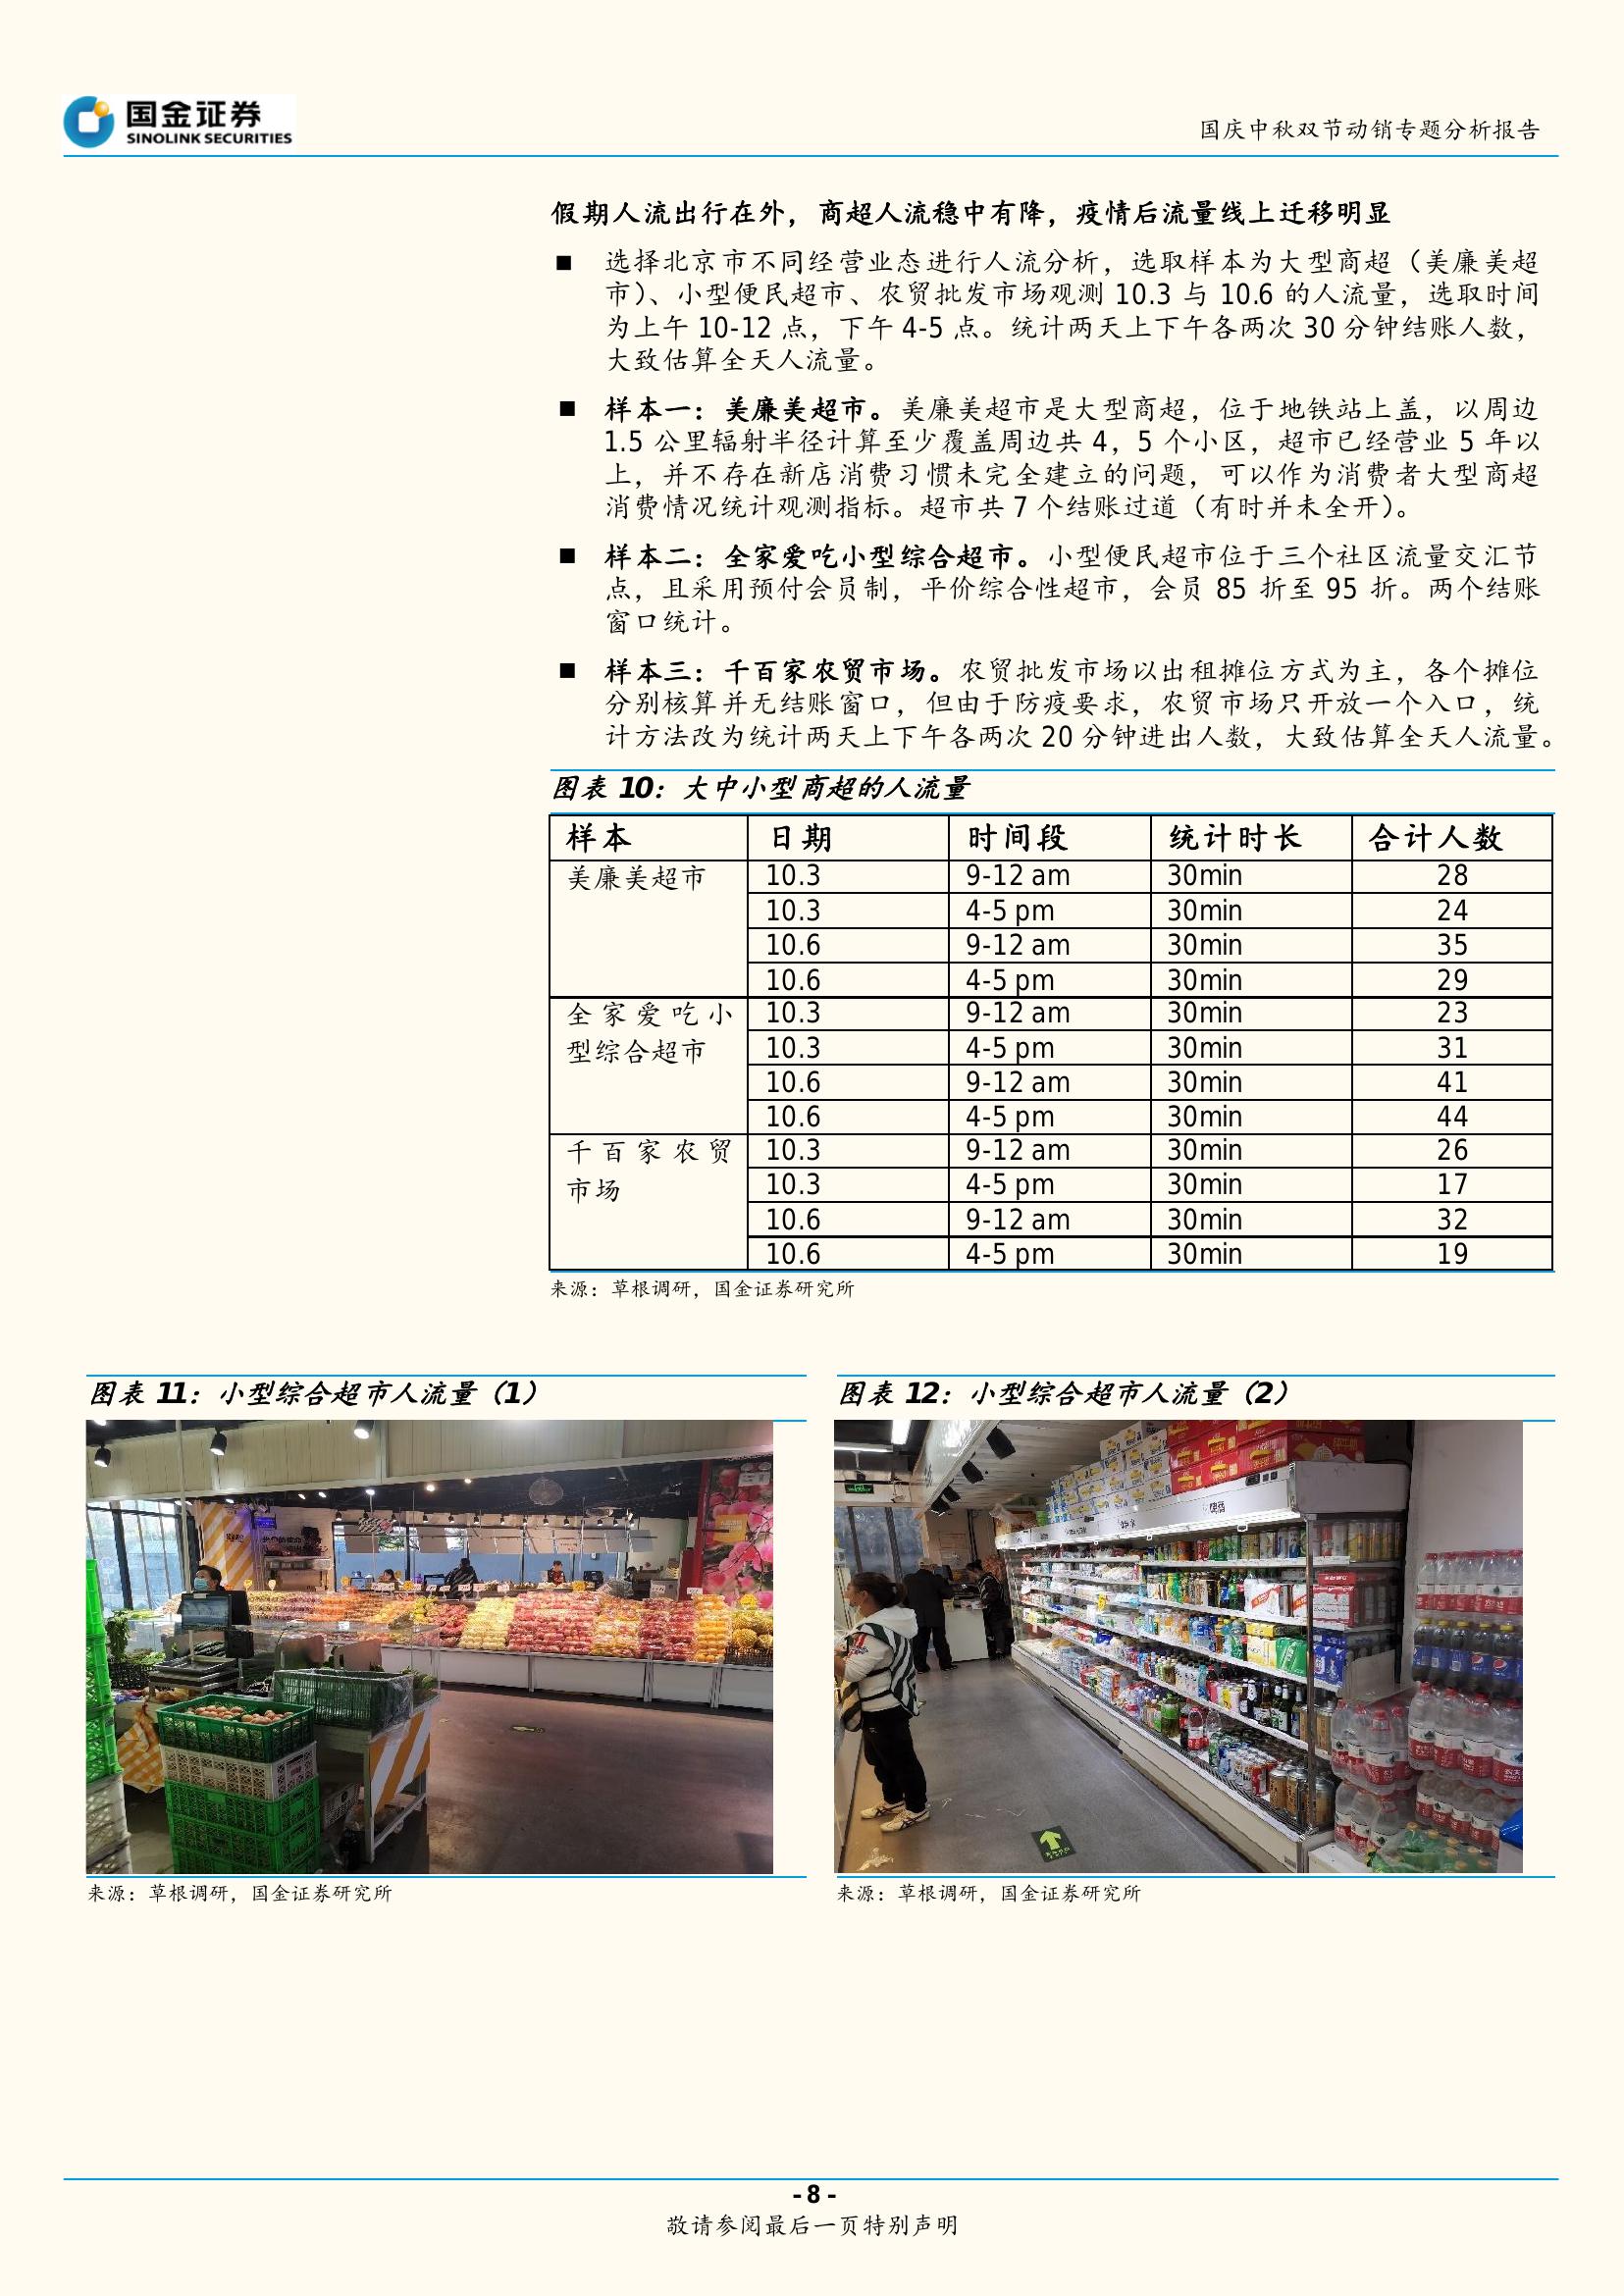 国金证券
SINOLINK SECURITIES
国庆中秋双节动销专题分析报告
假期人流出行在外，商超人流稳中有降，疫情后流量线上迁移明显
■ 选择北京市不同经营业态进行人流分析，选取样本为大型商超（美廉美超
市）、小型便民超市、农贸批发市场观测 10.3 与 10.6 的人流量，选取时间
为上午 10-12 点，下午 4-5 点。统计两天上下午各两次 30 分钟结账人数，
大致估算全天人流量。
■ 样本一：美廉美超市。美廉美超市是大型商超，位于地铁站上盖，以周边
1.5 公里辐射半径计算至少覆盖周边共 4，5 个小区，超市已经营业 5 年以
上，并不存在新店消费习惯未完全建立的问题，可以作为消费者大型商超
消费情况统计观测指标。超市共 7 个结账过道（有时并未全开）。
■ 样本二：全家爱吃小型综合超市。小型便民超市位于三个社区流量交汇节
点，且采用预付会员制，平价综合性超市，会员 85 折至 95 折。两个结账
窗口统计。
■ 样本三：千百家农贸市场。农贸批发市场以出租摊位方式为主，各个摊位
分别核算并无结账窗口，但由于防疫要求，农贸市场只开放一个入口，统
计方法改为统计两天上下午各两次 20 分钟进出人数，大致估算全天人流量。
图表 10：大中小型商超的人流量
样本 日期 时间段 统计时长 合计人数
美廉美超市 10.3 9-12 am 30min 28
10.3 4-5 pm 30min 24
10.6 9-12 am 30min 35
10.6 4-5 pm 30min 29
全家爱吃小 10.3 9-12 am 30min 23
型综合超市 10.3 4-5 pm 30min 31
10.6 9-12 am 30min 41
10.6 4-5 pm 30min 44
千百家农贸 10.3 9-12 am 30min 26
市场 10.3 4-5 pm 30min 17
10.6 9-12 am 30min 32
10.6 4-5 pm 30min 19
来源：草根调研，国金证券研究所
图表 11：小型综合超市人流量（1）
图表 12：小型综合超市人流量（2）
来源：草根调研，国金证券研究所
来源：草根调研，国金证券研究所
- 8 -
敬请参阅最后一页特别声明